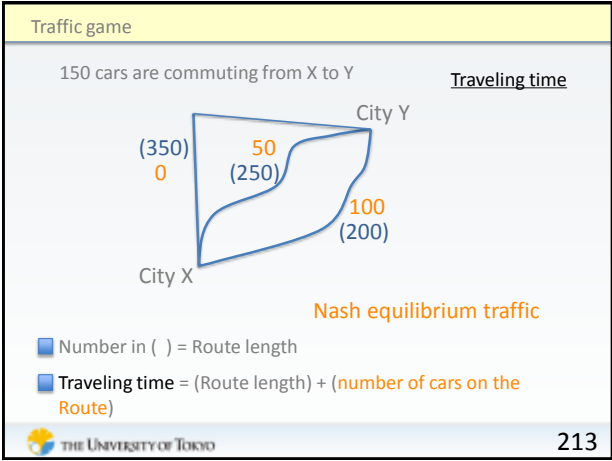 Traffic game
150 cars are commuting from X to Y
Traveling time
City Y
(350)
0
50
(250)
100
(200)
City X
Nash equilibrium traffic
Number in ( ) = Route length
Traveling time = (Route length) + (number of cars on the
Route)
THE UNIVERSITY OF TOKYO
213